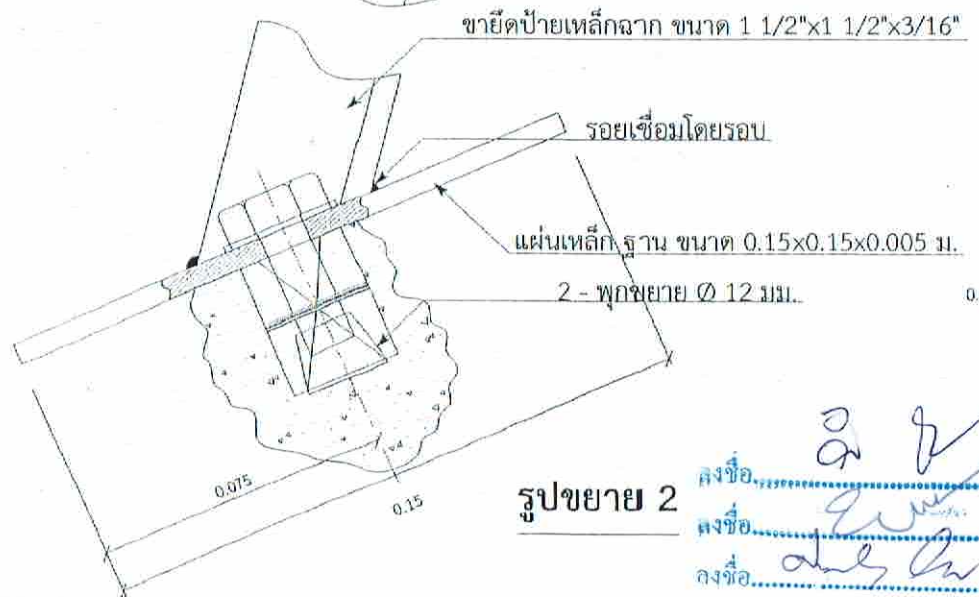 ขายึดป้ายเหล็กฉาก ขนาด 1 1/2"x1 1/2"x3/16"
รอยเชื่อมโดยรอบ
แผ่นเหล็ก ฐาน ขนาด 0.15x0.15x0.005 ม.
2 - พุกขยาย Ø 12 มม.
0.
0.075
0.15
รูปขยาย 2
ลงชื่อ
ลงชื่อ
ลงชื่อ